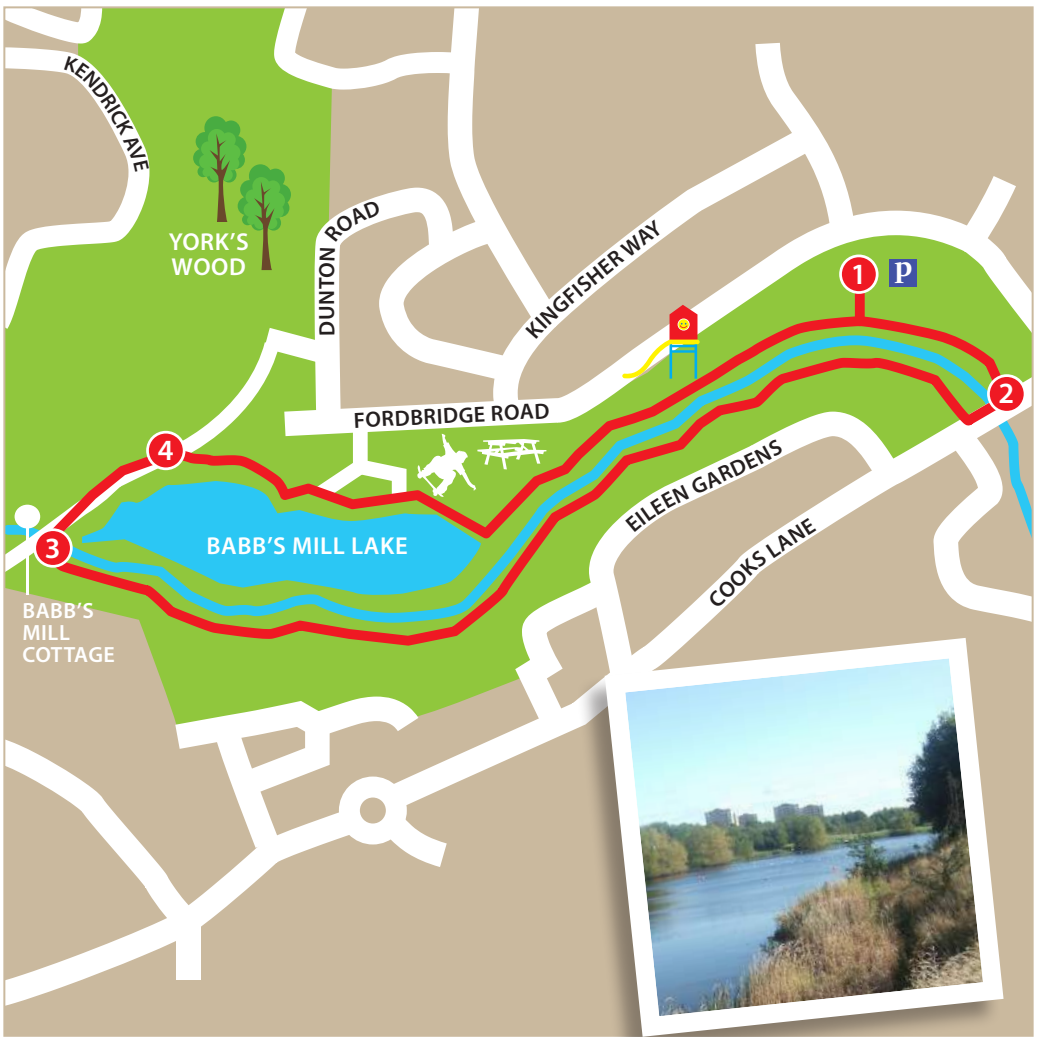 KENDRICK AVE
YORK'S
WOOD
DUNTON ROAD
KINGFISHER WAY
1
P
2
FORDBRIDGE ROAD
4
EILEEN GARDENS
3
BABB'S MILL LAKE
COOKS LANE
BABB'S
MILL
COTTAGE